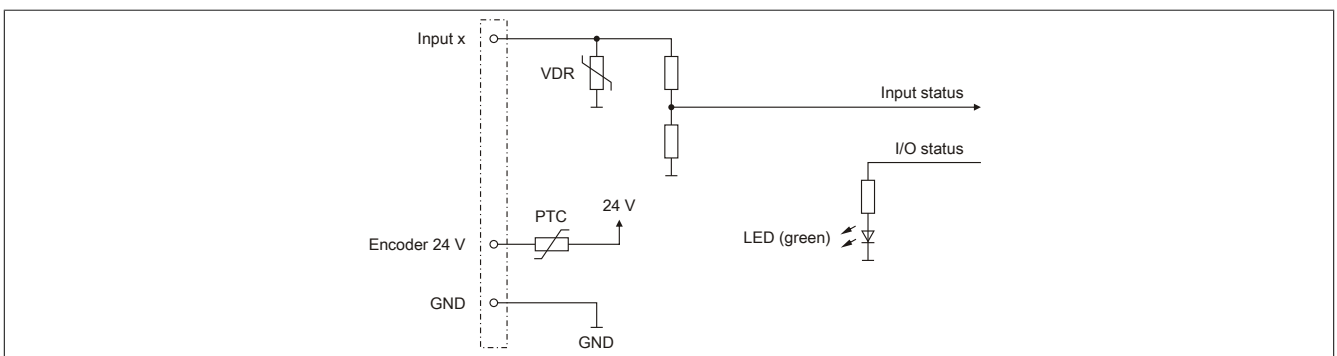 Input x
VDR
Input status
I/O status
24 V
PTC
LED (green)
Encoder 24 V
GND
GND